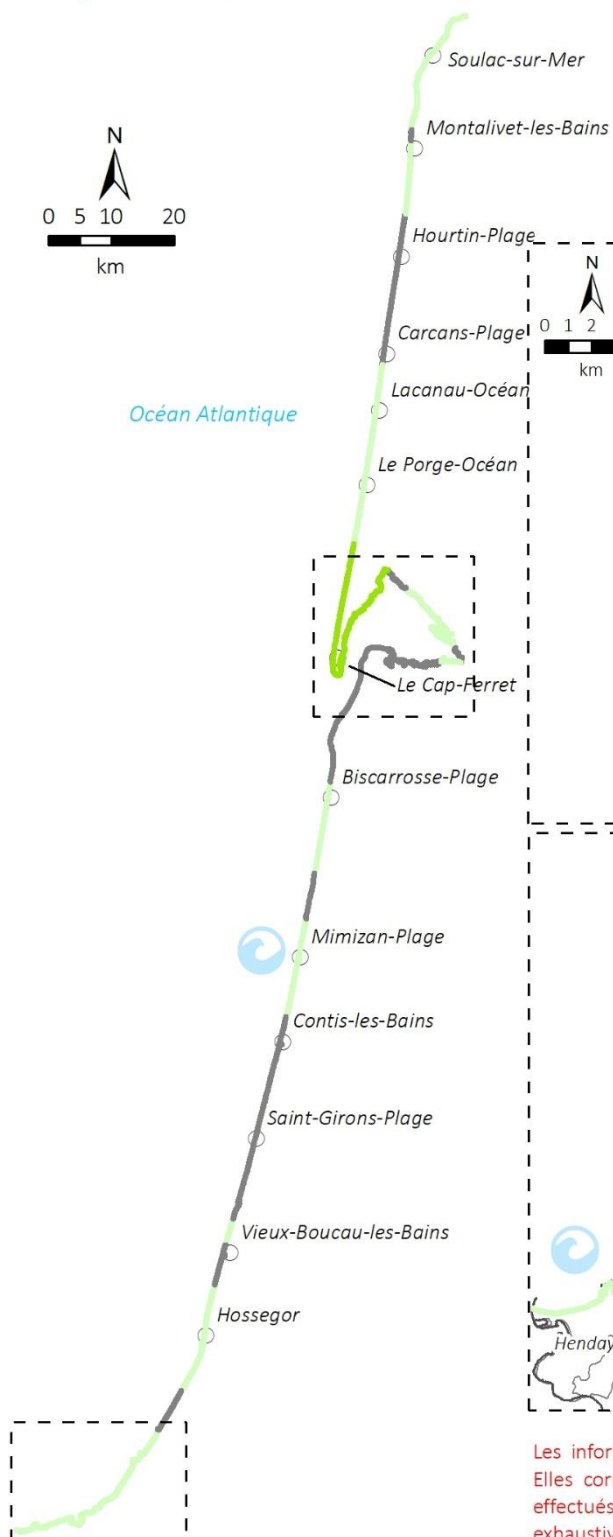 Soulac-sur-Mer
Montalivet-les-Bains
N
0 5 10 20
km
Hourtin-Plage
N
0 1 2
km
Carcans-Plage
Lacanau-Océan
Océan Atlantique
Le Porge-Océan
Le Cap-Ferret
Biscarrosse-Plage
Mimizan-Plage
Contis-les-Bains
Saint-Girons-Plage
Vieux-Boucau-les-Bains
Hossegor
Les
Elles
effectués